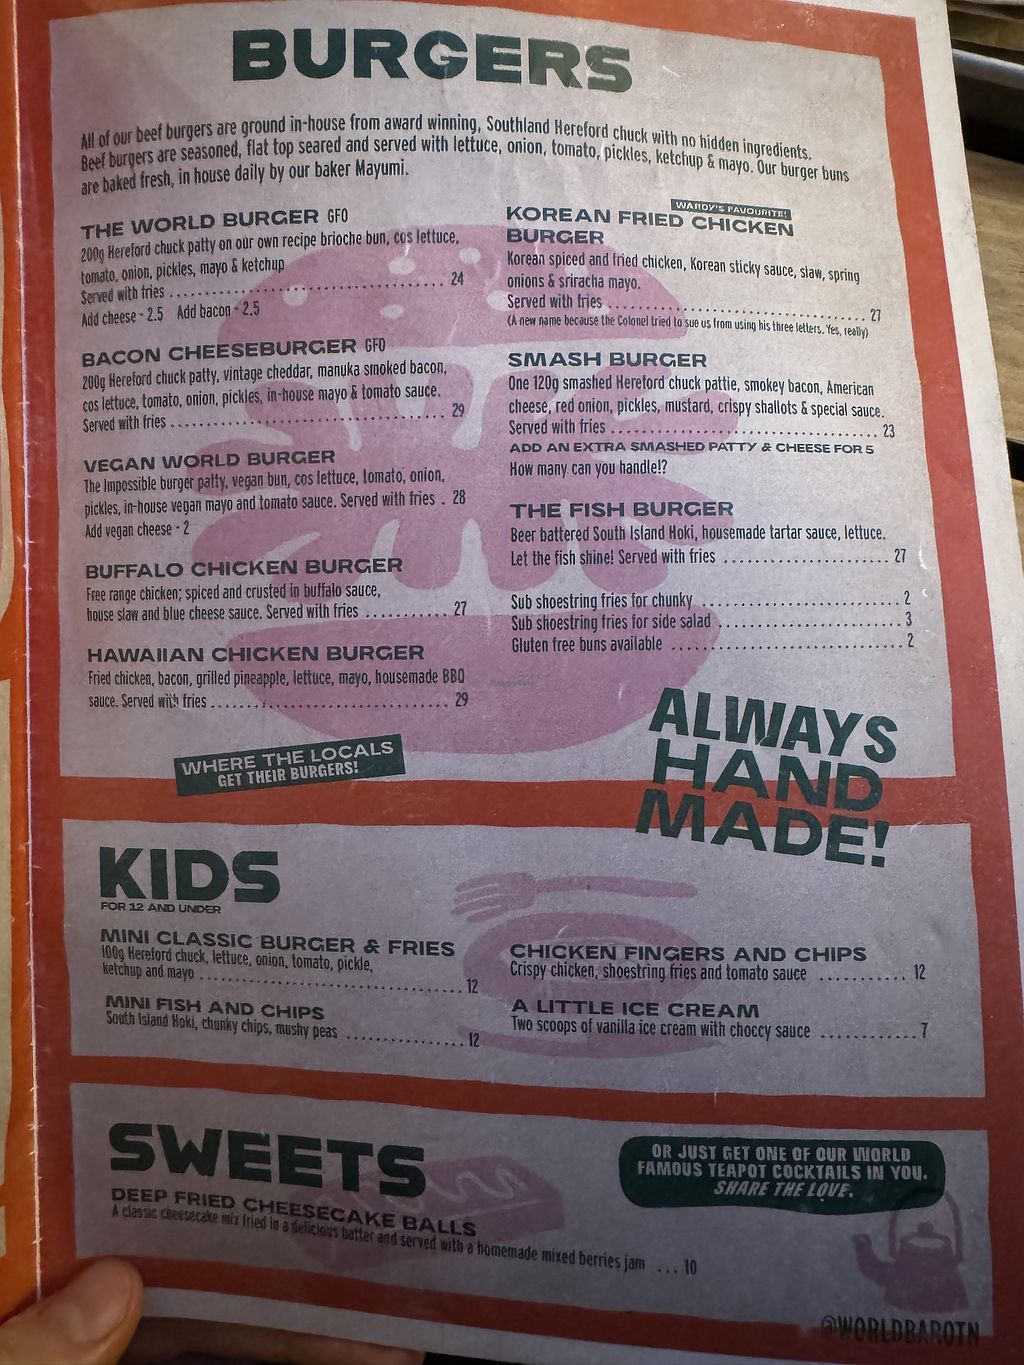 BURGERS
All of our beef burgers are ground in-house from award winning, Southland Hereford chuck with no hidden ingredients.
Beef burgers are seasoned, flat top seared and served with lettuce, onion, tomato, pickles, ketchup & mayo. Our burger buns
are baked fresh, in house daily by our baker Mayumi.
THE WORLD BURGER GFO
200g Hereford chuck patty on our own recipe brioche bun, cos lettuce,
tomato, onion, pickles, mayo & ketchup
Served with fries ........................................ 24
Add cheese - 2.5 Add bacon - 2.5
BACON CHEESEBURGER GFO
200g Hereford chuck patty, vintage cheddar, manuka smoked bacon,
cos lettuce, tomato, onion, pickles, in-house mayo & tomato sauce.
Served with fries ........................................ 29
VEGAN WORLD BURGER
The Impossible burger patty, vegan bun, cos lettuce, tomato, onion,
pickles, in-house vegan mayo and tomato sauce. Served with fries . 28
Add vegan cheese - 2
BUFFALO CHICKEN BURGER
Free range chicken; spiced and crusted in buffalo sauce,
house slaw and blue cheese sauce. Served with fries ........... 27
HAWAIIAN CHICKEN BURGER
Fried chicken, bacon, grilled pineapple, lettuce, mayo, housemade BBQ
sauce. Served with fries .................................. 29
WHERE THE LOCALS
GET THEIR BURGERS!
WARDY'S FAVOURITE!
KOREAN FRIED CHICKEN
BURGER
Korean spiced and fried chicken, Korean sticky sauce, slaw, spring
onions & sriracha mayo.
Served with fries ........................................ 27
(A new name because the Colonel tried to sue us from using his three letters. Yes, really)
SMASH BURGER
One 120g smashed Hereford chuck pattie, smokey bacon, American
cheese, red onion, pickles, mustard, crispy shallots & special sauce.
Served with fries ........................................ 23
ADD AN EXTRA SMASHED PATTY & CHEESE FOR 5
How many can you handle!?
THE FISH BURGER
Beer battered South Island Hoki, housemade tartar sauce, lettuce.
Let the fish shine! Served with fries ......................... 27
Sub shoestring fries for chunky ............................... 2
Sub shoestring fries for side salad ............................ 3
Gluten free buns available ................................... 2
ALWAYS
HAND
MADE!
KIDS
FOR 12 AND UNDER
MINI CLASSIC BURGER & FRIES
100g Hereford chuck, lettuce, onion, tomato, pickle,
ketchup and mayo ........................................ 12
MINI FISH AND CHIPS
South Island Hoki, chunky chips, mushy peas .................. 12
CHICKEN FINGERS AND CHIPS
Crispy chicken, shoestring fries and tomato sauce ............ 12
A LITTLE ICE CREAM
Two scoops of vanilla ice cream with choccy sauce ............ 7
SWEETS
DEEP FRIED CHEESECAKE BALLS
A classic cheesecake mix fried in a delicious batter and served with a homemade mixed berries jam ... 10
OR JUST GET ONE OF OUR WORLD
FAMOUS TEAPOT COCKTAILS IN YOU.
SHARE THE LOVE.
@WORLDBARQTN